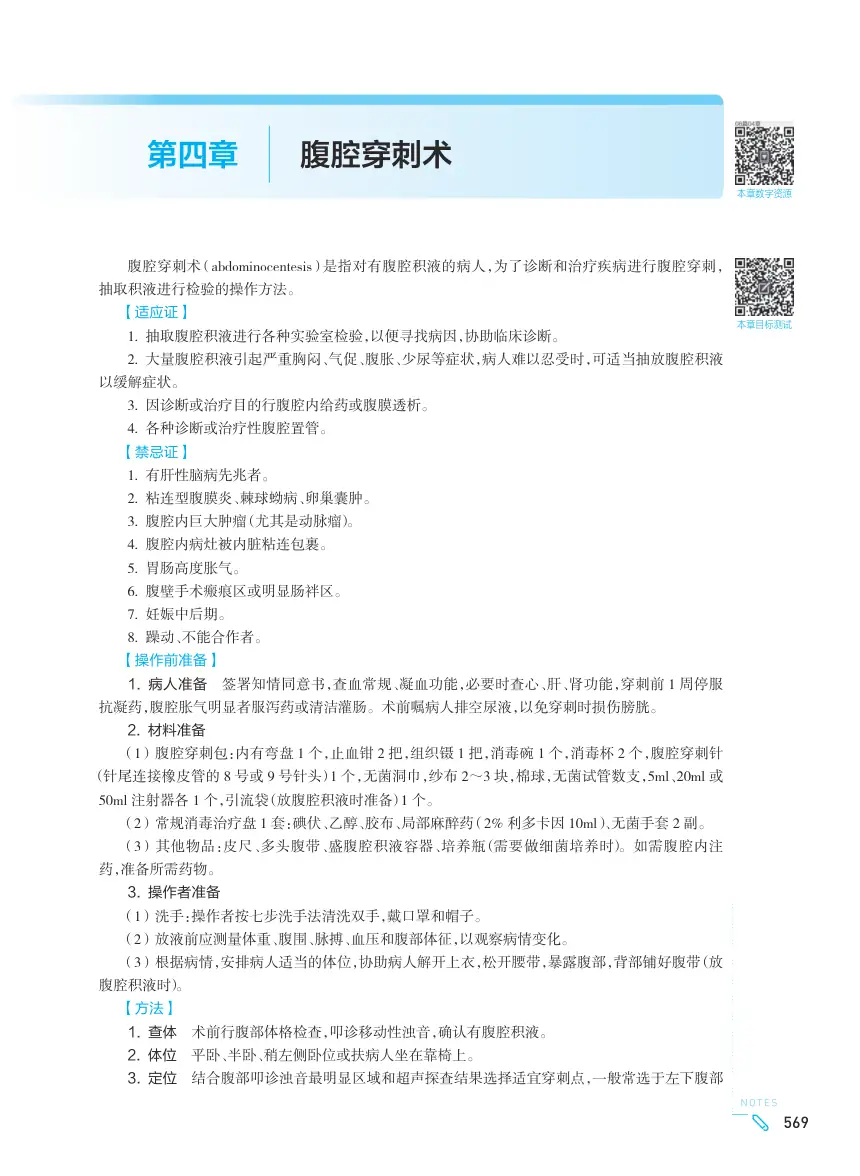 第四章
腹腔穿刺术
08篇04章
本章数字资源
腹腔穿刺术（abdominocentesis）是指对有腹腔积液的病人，为了诊断和治疗疾病进行腹腔穿刺，
抽取积液进行检验的操作方法。
本章目标测试
【适应证】
1. 抽取腹腔积液进行各种实验室检验，以便寻找病因，协助临床诊断。
2. 大量腹腔积液引起严重胸闷、气促、腹胀、少尿等症状，病人难以忍受时，可适当抽放腹腔积液
以缓解症状。
3. 因诊断或治疗目的行腹腔内给药或腹膜透析。
4. 各种诊断或治疗性腹腔置管。
【禁忌证】
1. 有肝性脑病先兆者。
2. 粘连型腹膜炎、棘球蚴病、卵巢囊肿。
3. 腹腔内巨大肿瘤（尤其是动脉瘤）。
4. 腹腔内病灶被内脏粘连包裹。
5. 胃肠高度胀气。
6. 腹壁手术瘢痕区或明显肠袢区。
7. 妊娠中后期。
8. 躁动、不能合作者。
【操作前准备】
1. 病人准备 签署知情同意书，查血常规、凝血功能，必要时查心、肝、肾功能，穿刺前 1 周停服
抗凝药，腹腔胀气明显者服泻药或清洁灌肠。术前嘱病人排空尿液，以免穿刺时损伤膀胱。
2. 材料准备
（1）腹腔穿刺包：内有弯盘 1 个，止血钳 2 把，组织镊 1 把，消毒碗 1 个，消毒杯 2 个，腹腔穿刺针
（针尾连接橡皮管的 8 号或 9 号针头）1 个，无菌洞巾，纱布 2～3 块，棉球，无菌试管数支，5ml、20ml 或
50ml 注射器各 1 个，引流袋（放腹腔积液时准备）1 个。
（2）常规消毒治疗盘 1 套：碘伏、乙醇、胶布、局部麻醉药（2% 利多卡因 10ml）、无菌手套 2 副。
（3）其他物品：皮尺、多头腹带、盛腹腔积液容器、培养瓶（需要做细菌培养时）。如需腹腔内注
药，准备所需药物。
3. 操作者准备
（1）洗手：操作者按七步洗手法清洗双手，戴口罩和帽子。
（2）放液前应测量体重、腹围、脉搏、血压和腹部体征，以观察病情变化。
（3）根据病情，安排病人适当的体位，协助病人解开上衣，松开腰带，暴露腹部，背部铺好腹带（放
腹腔积液时）。
【方法】
1. 查体 术前行腹部体格检查，叩诊移动性浊音，确认有腹腔积液。
2. 体位 平卧、半卧、稍左侧卧位或扶病人坐在靠椅上。
3. 定位 结合腹部叩诊浊音最明显区域和超声探查结果选择适宜穿刺点，一般常选于左下腹部
NOTES
569